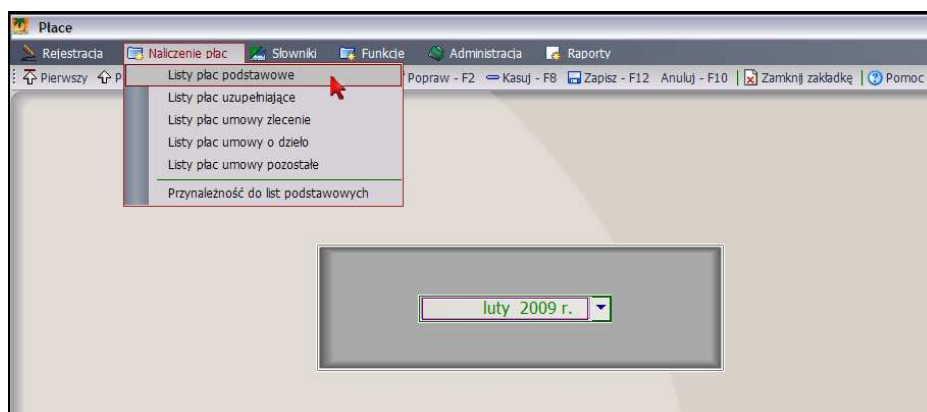 Płace
Rejestracja Naliczenie płac Słowniki Funkcje Administracja Raporty
Pierwszy P Popraw - F2 Kasuj - F8 Zapisz - F12 Anuluj - F10 Zamknij zakładkę Pomoc
Listy płac podstawowe
Listy płac uzupełniające
Listy płac umowy zlecenie
Listy płac umowy o dzieło
Listy płac umowy pozostałe
Przynależność do list podstawowych
luty 2009 r.